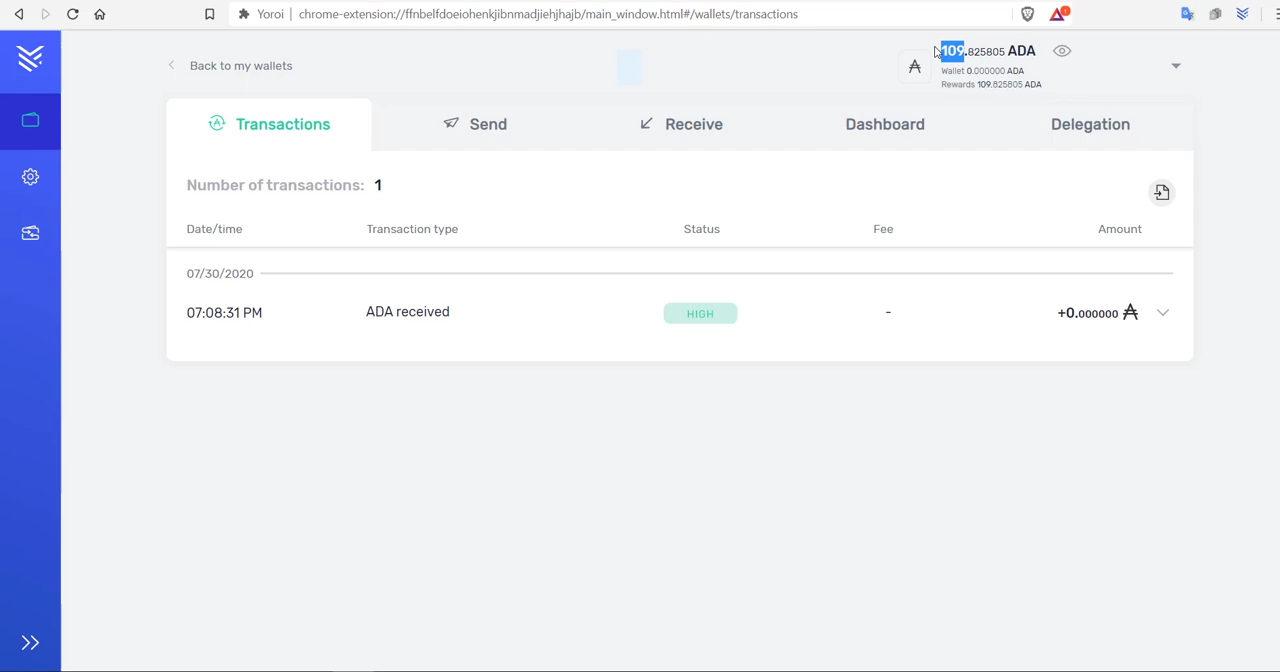 Yoroi | chrome-extension://ffnbelfdoeiohenkjibnmadjiehjhajb/main_window.html#/wallets/transactions
1
Back to my wallets
109.825805 ADA
Wallet 0.000000 ADA
Rewards 109.825805 ADA
Transactions Send Receive Dashboard Delegation
Number of transactions: 1
Date/time Transaction type Status Fee Amount
07/30/2020
07:08:31 PM ADA received HIGH - +0.000000 ₳